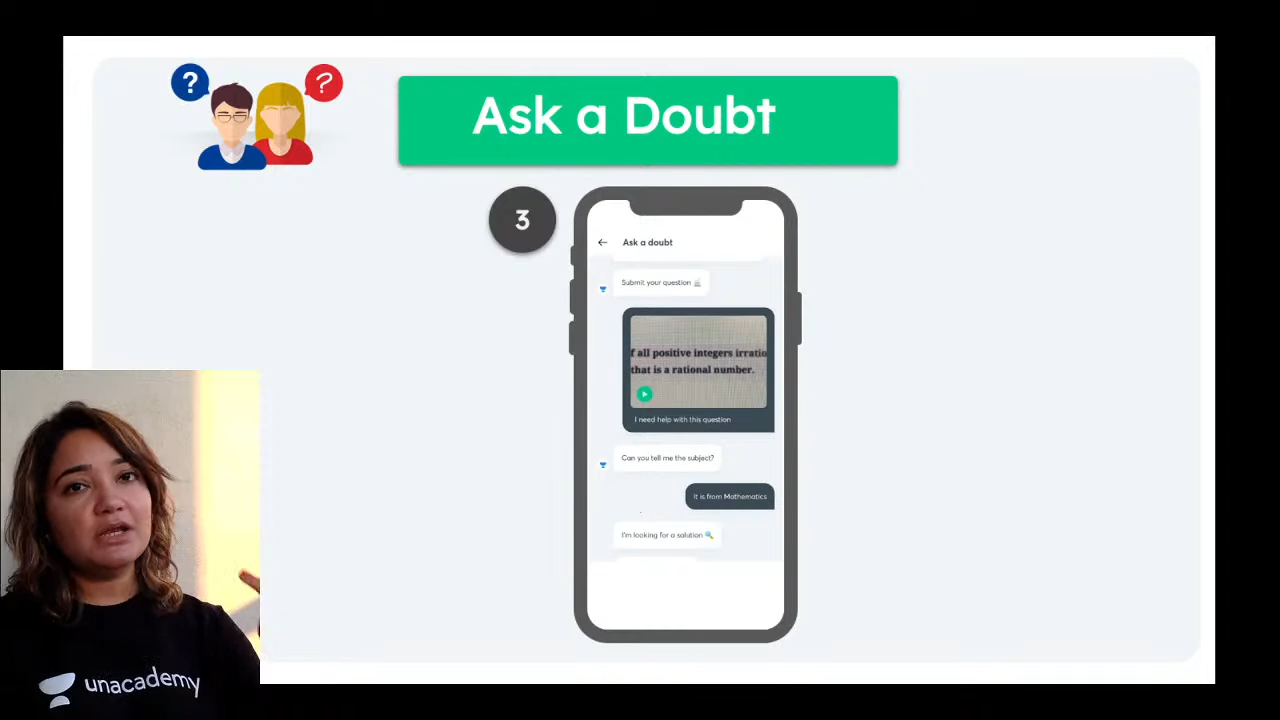 ?
?
Ask a Doubt
3
Ask a doubt
Submit your question
f all positive integers irratio
that is a rational number.
I need help with this question
Can you tell me the subject?
It is from Mathematics
I'm looking for a solution
unacademy